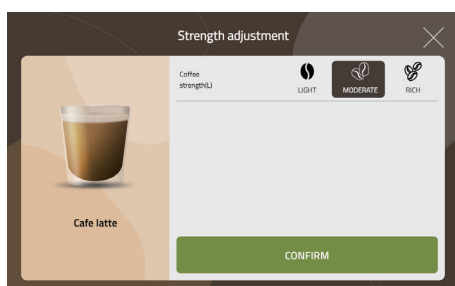 Strength adjustment
Coffee
strength(L)
LIGHT
MODERATE
RICH
Cafe latte
CONFIRM